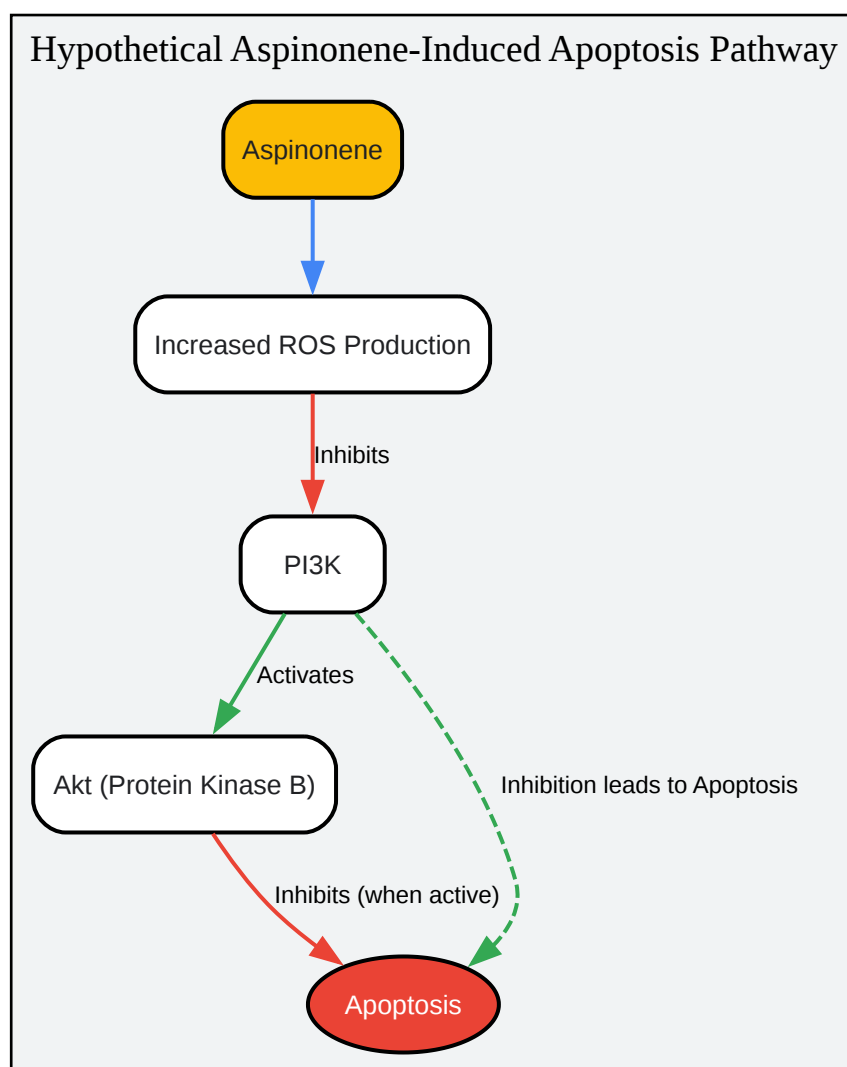 Hypothetical Aspinonene-Induced Apoptosis Pathway
Aspinonene
Increased ROS Production
Inhibits
PI3K
Activates
Akt (Protein Kinase B)
Inhibition leads to Apoptosis
Inhibits (when active)
Apoptosis